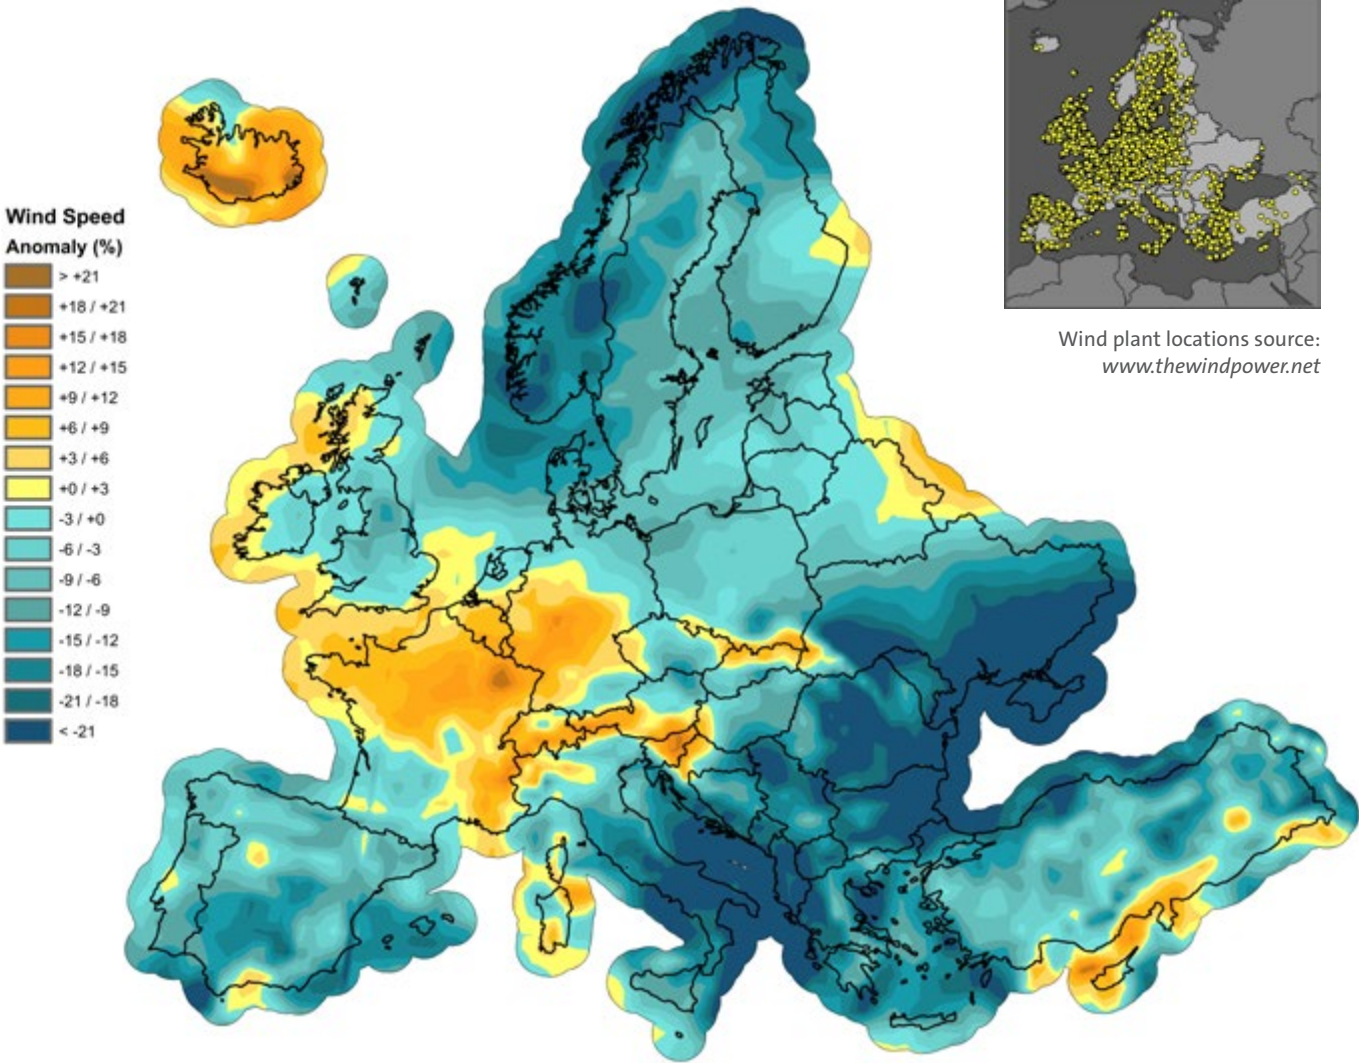 Wind Speed
Anomaly (%)
> +21
+18 / +21
+15 / +18
+12 / +15
+9 / +12
+6 / +9
+3 / +6
+0 / +3
-3 / +0
-6 / -3
-9 / -6
-12 / -9
-15 / -12
-18 / -15
-21 / -18
< -21
Wind plant locations source:
www.thewindpower.net